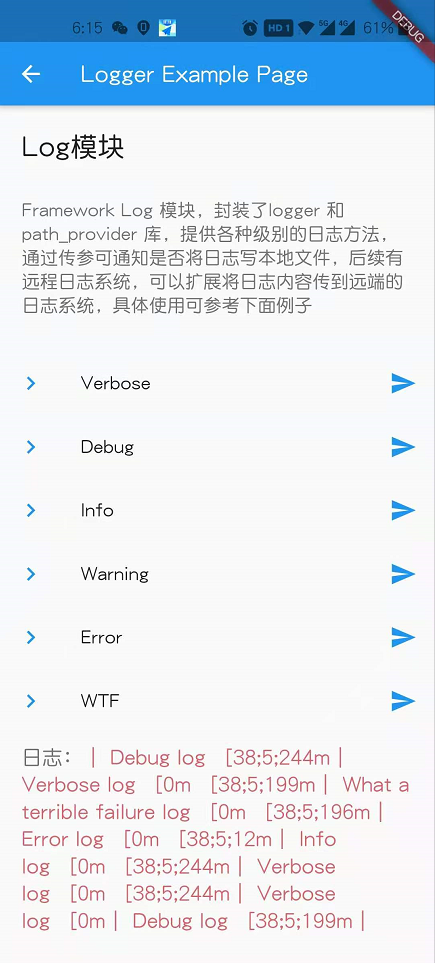 6:15
HD 1
5G
4G
61%
DEBUG
Logger Example Page
Log模块
Framework Log 模块，封装了logger 和
path_provider 库，提供各种级别的日志方法，
通过传参可通知是否将日志写本地文件，后续有
远程日志系统，可以扩展将日志内容传到远端的
日志系统，具体使用可参考下面例子
Verbose
Debug
Info
Warning
Error
WTF
日志： | Debug log [38;5;244m |
Verbose log [0m [38;5;199m | What a
terrible failure log [0m [38;5;196m |
Error log [0m [38;5;12m | Info
log [0m [38;5;244m | Verbose
log [0m [38;5;244m | Verbose
log [0m | Debug log [38;5;199m |